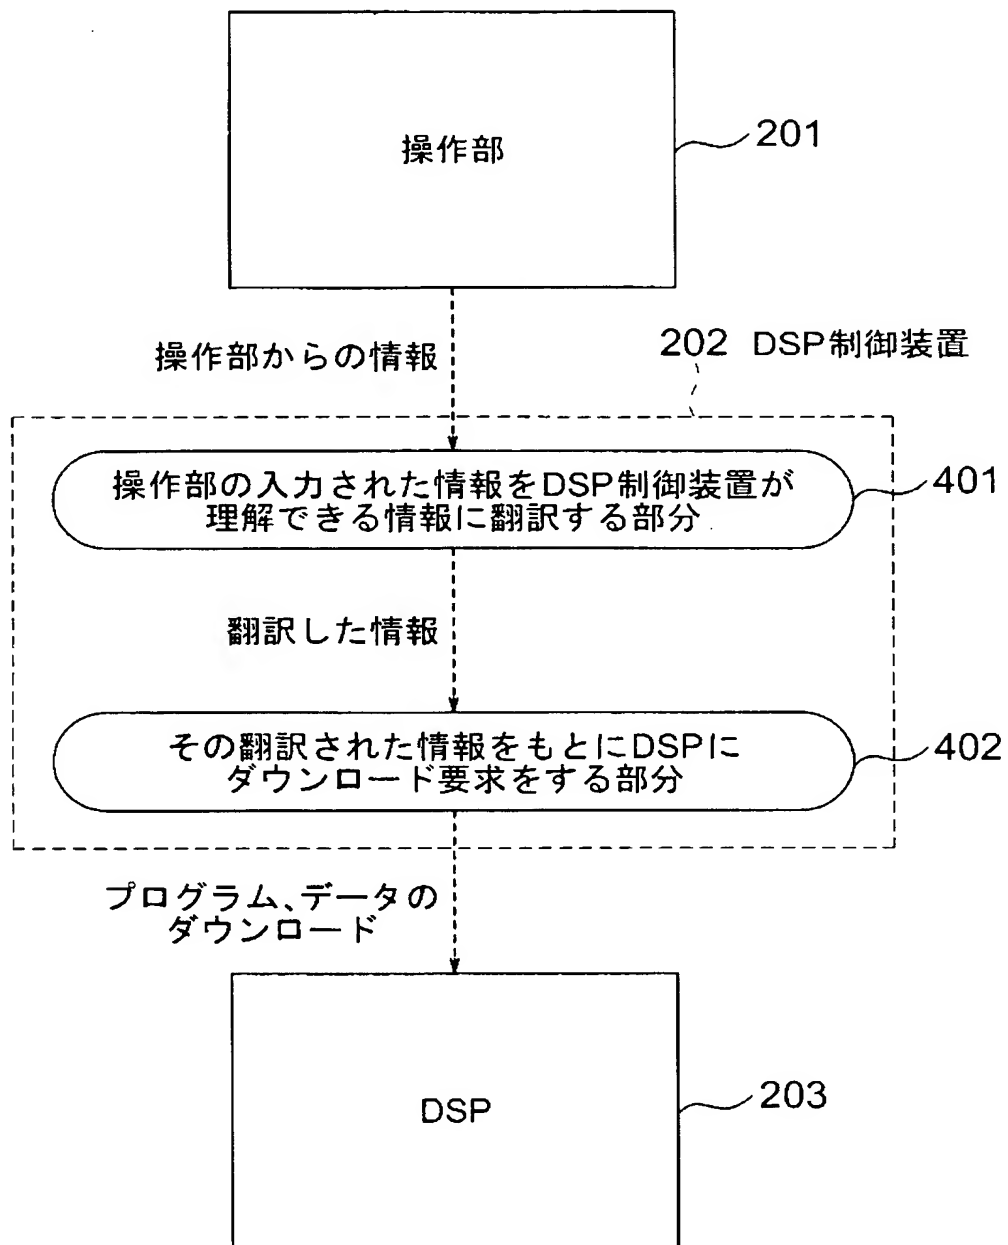 操作部
201
操作部からの情報
202 DSP制御装置
操作部の入力された情報をDSP制御装置が
理解できる情報に翻訳する部分
401
翻訳した情報
その翻訳された情報をもとにDSPに
ダウンロード要求をする部分
402
プログラム、データの
ダウンロード
DSP
203